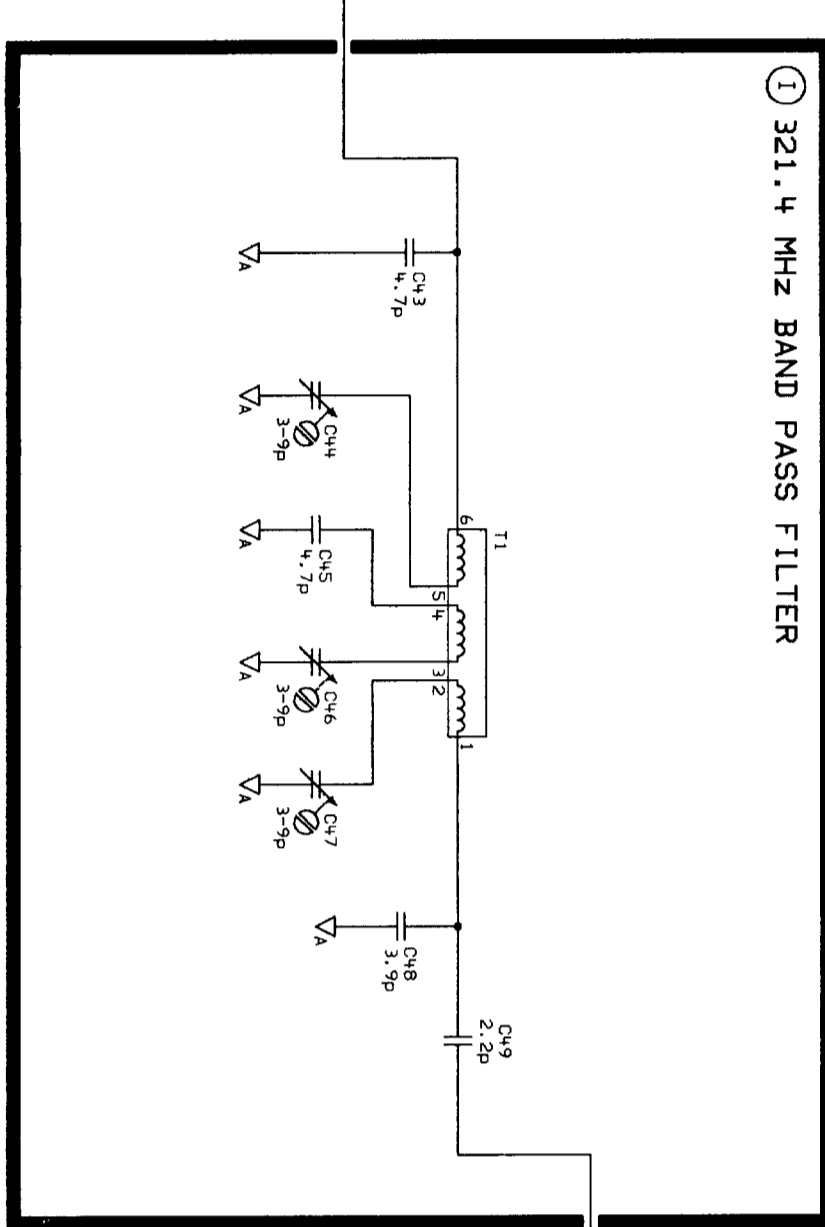 I 321.4 MHz BAND PASS FILTER
C43
4.7p
A
C44
3-9p
A
C45
4.7p
A
T1
6
5
4
3
2
1
C46
3-9p
A
C47
3-9p
A
C48
3.9p
A
C49
2.2p